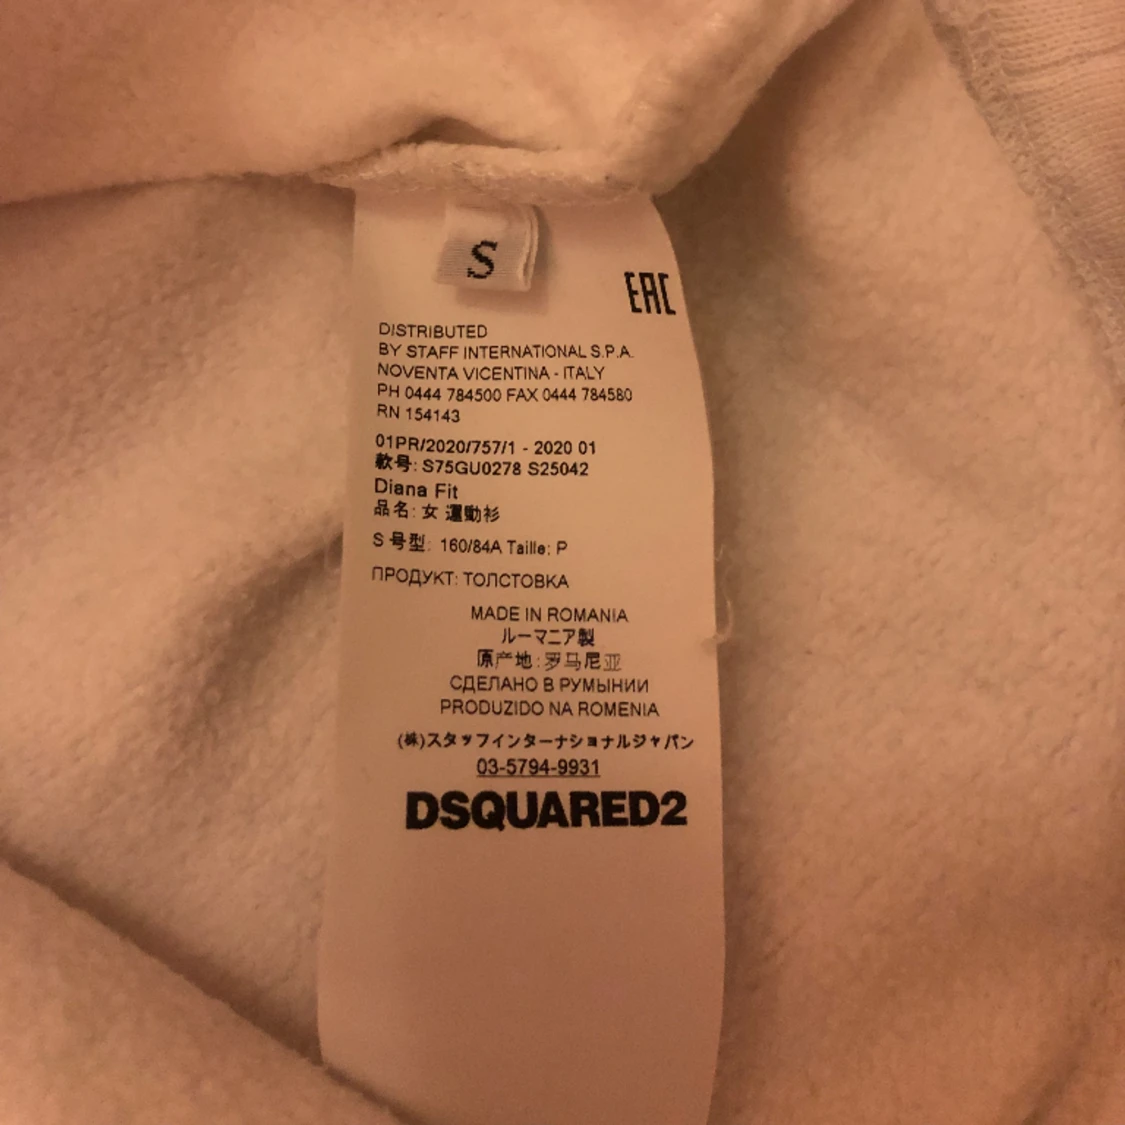 S
EAC
DISTRIBUTED
BY STAFF INTERNATIONAL S.P.A.
NOVENTA VICENTINA - ITALY
PH 0444 784500 FAX 0444 784580
RN 154143
01PR/2020/757/1 - 2020 01
款号: S75GU0278 S25042
Diana Fit
品名: 女 運動衫
S 号型: 160/84A Taille: P
ПРОДУКТ: ТОЛСТОВКА
MADE IN ROMANIA
ルーマニア製
原产地: 罗马尼亚
СДЕЛАНО В РУМЫНИИ
PRODUZIDO NA ROMENIA
(株)スタッフインターナショナルジャパン
03-5794-9931
DSQUARED2